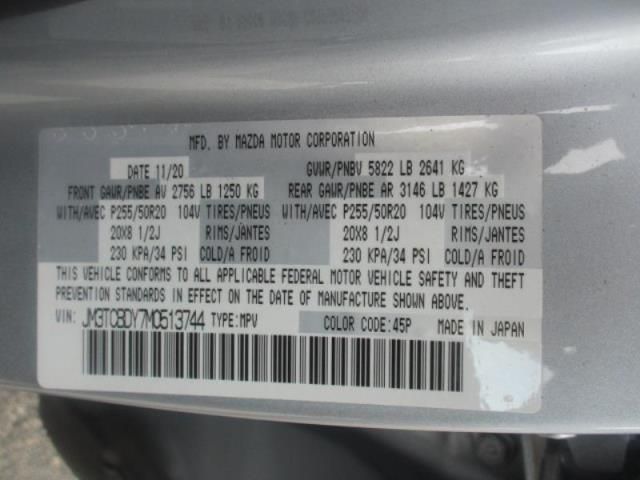 MFD. BY MAZDA MOTOR CORPORATION
DATE 11/20 GVWR/PNBV 5822 LB 2641 KG
FRONT GAWR/PNBE AV 2756 LB 1250 KG REAR GAWR/PNBE AR 3146 LB 1427 KG
WITH/AVEC P255/50R20 104V TIRES/PNEUS WITH/AVEC P255/50R20 104V TIRES/PNEUS
20X8 1/2J RIMS/JANTES 20X8 1/2J RIMS/JANTES
230 KPA/34 PSI COLD/A FROID 230 KPA/34 PSI COLD/A FROID
THIS VEHICLE CONFORMS TO ALL APPLICABLE FEDERAL MOTOR VEHICLE SAFETY AND THEFT
PREVENTION STANDARDS IN EFFECT ON THE DATE OF MANUFACTURE SHOWN ABOVE.
VIN: JM3TCBDY7M0513744 TYPE:MPV COLOR CODE:45P MADE IN JAPAN